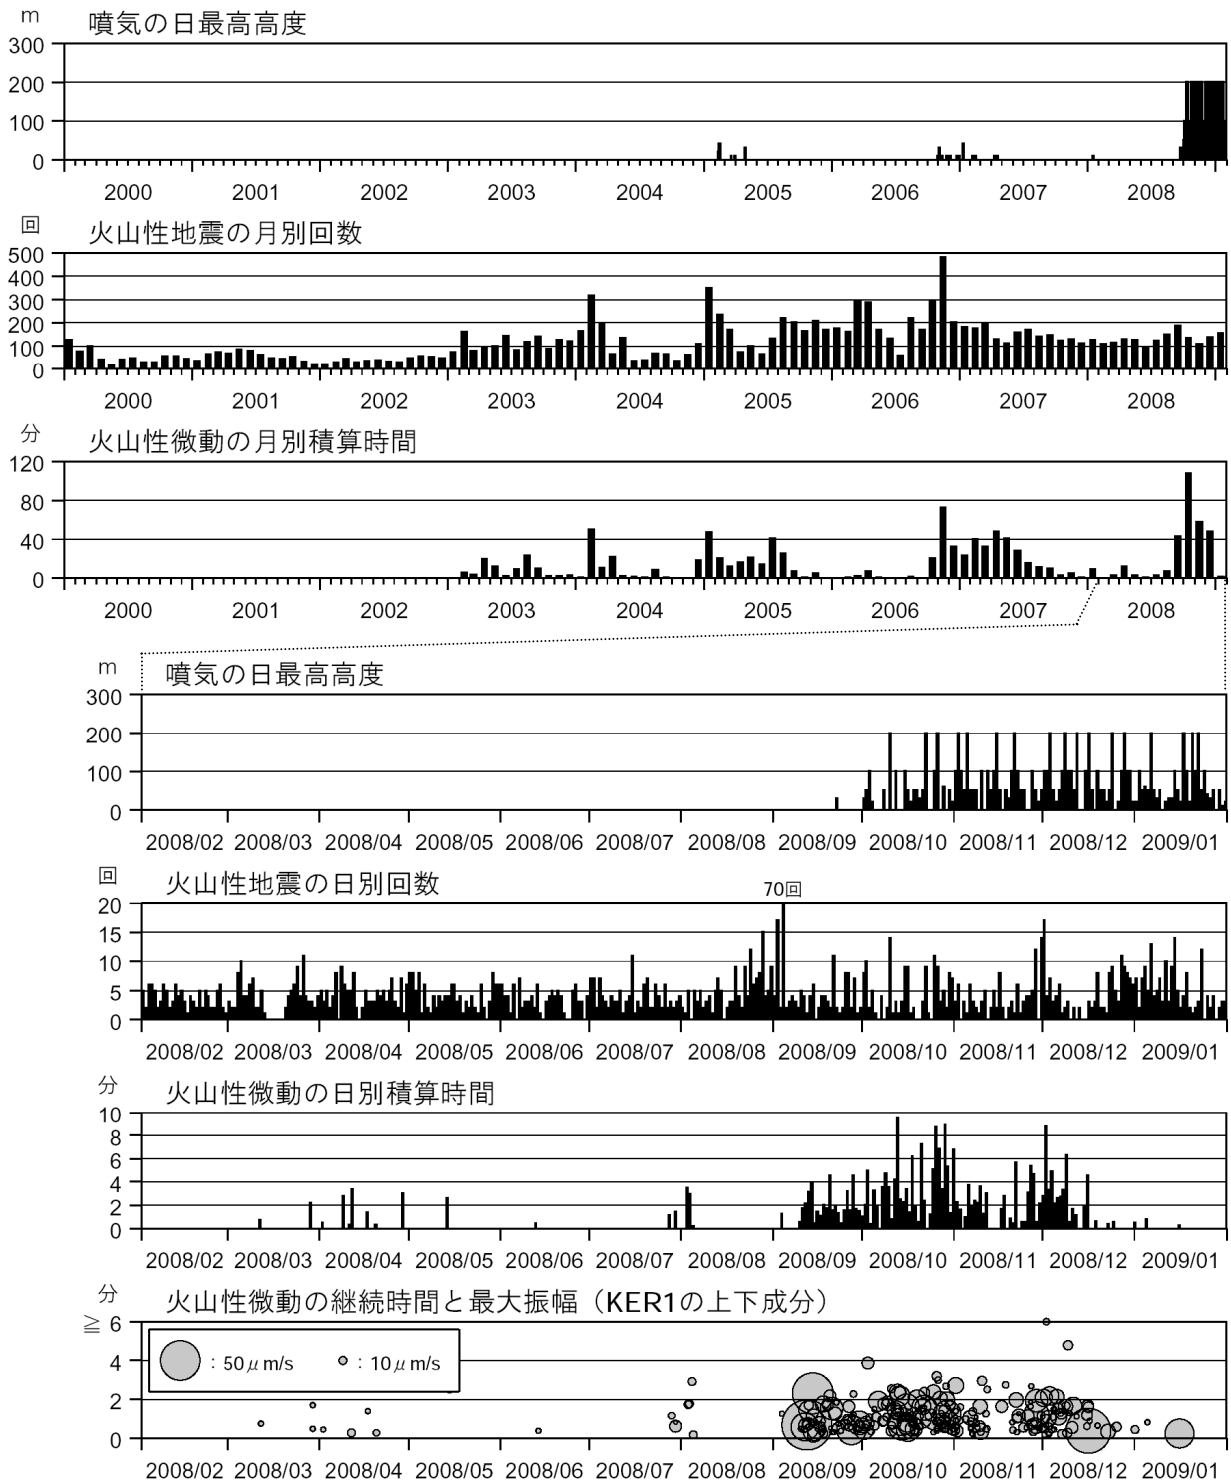 m 噴気の日最高高度
300
200
100
0
2000 2001 2002 2003 2004 2005 2006 2007 2008
回 火山性地震の月別回数
500
400
300
200
100
0
2000 2001 2002 2003 2004 2005 2006 2007 2008
分 火山性微動の月別積算時間
120
80
40
0
2000 2001 2002 2003 2004 2005 2006 2007 2008
m 噴気の日最高高度
300
200
100
0
2008/02 2008/03 2008/04 2008/05 2008/06 2008/07 2008/08 2008/09 2008/10 2008/11 2008/12 2009/01
回 火山性地震の日別回数
70回
20
15
10
5
0
2008/02 2008/03 2008/04 2008/05 2008/06 2008/07 2008/08 2008/09 2008/10 2008/11 2008/12 2009/01
分 火山性微動の日別積算時間
10
8
6
4
2
0
2008/02 2008/03 2008/04 2008/05 2008/06 2008/07 2008/08 2008/09 2008/10 2008/11 2008/12 2009/01
分 火山性微動の継続時間と最大振幅（KER1の上下成分）
≧ 6
：50μm/s ：10μm/s
4
2
0
2008/02 2008/03 2008/04 2008/05 2008/06 2008/07 2008/08 2008/09 2008/10 2008/11 2008/12 2009/01